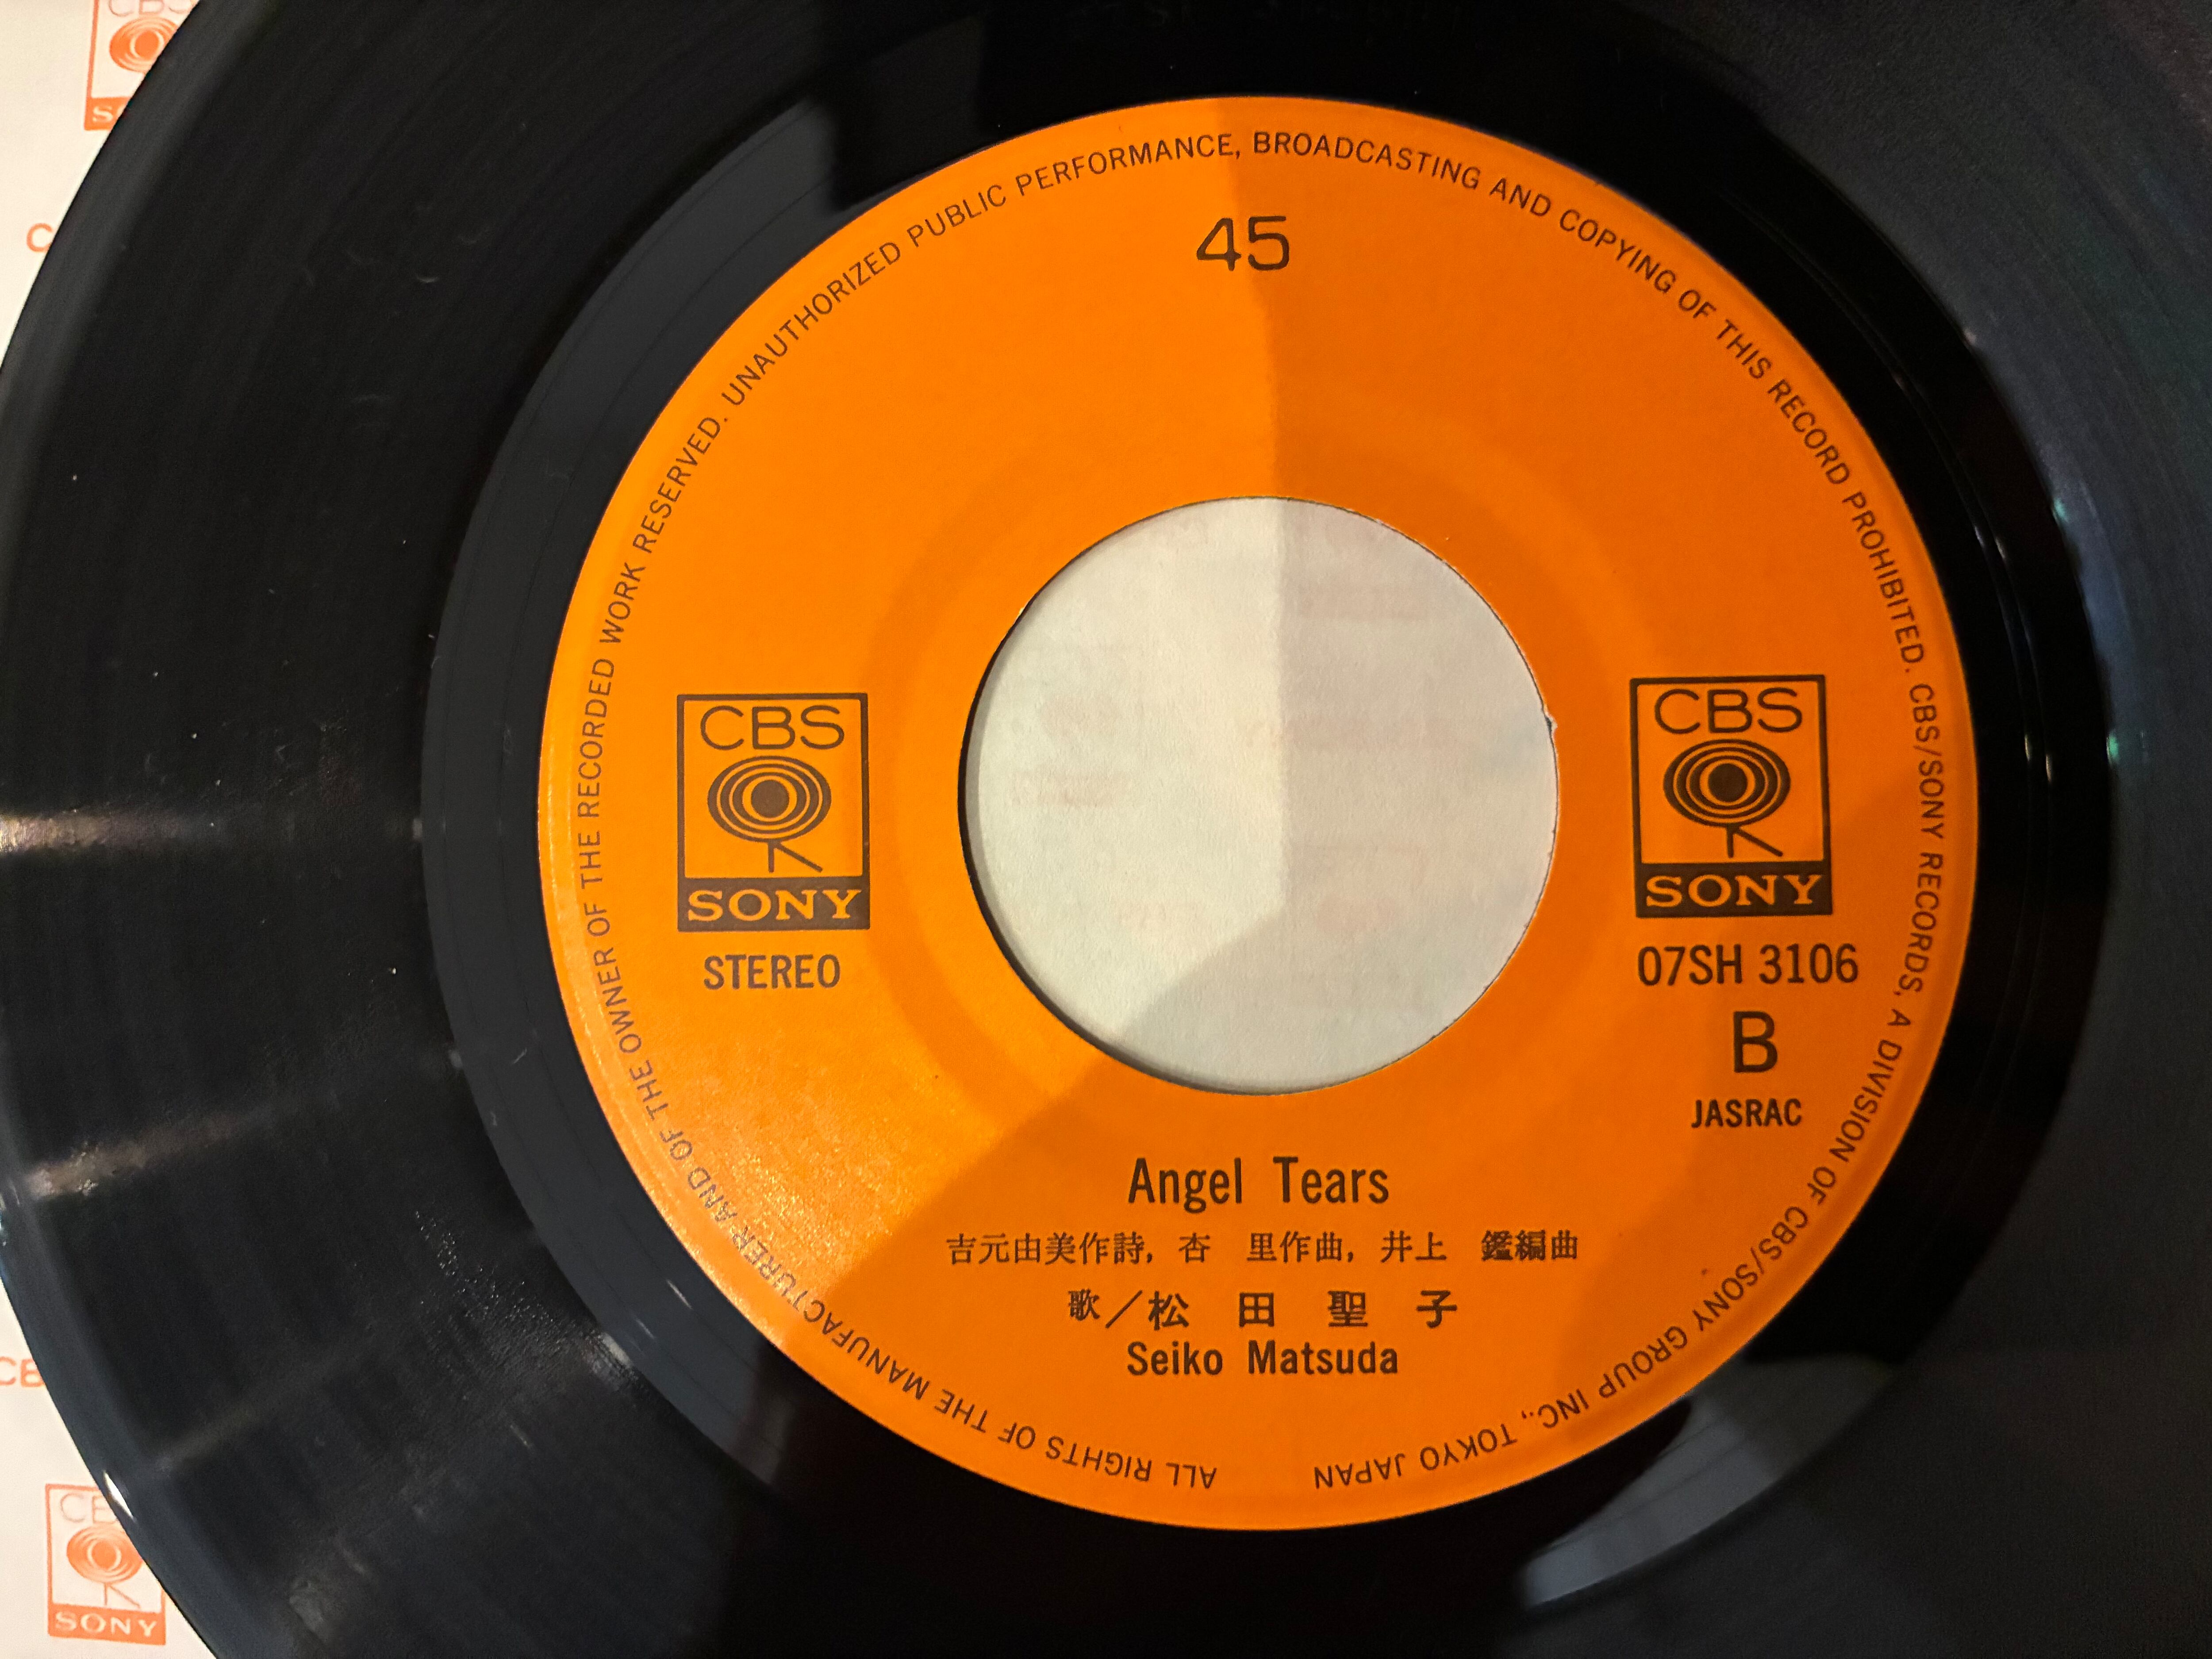 ALL RIGHTS OF THE MANUFACTURER AND OF THE OWNER OF THE RECORDED WORK RESERVED. UNAUTHORIZED PUBLIC PERFORMANCE, BROADCASTING AND COPYING OF THIS RECORD PROHIBITED. CBS/SONY RECORDS, A DIVISION OF CBS/SONY GROUP INC., TOKYO JAPAN
45
CBS
SONY
STEREO
CBS
SONY
07SH 3106
B
JASRAC
Angel Tears
吉元由美作詩, 杏 里作曲, 井上 鑑編曲
歌／松 田 聖 子
Seiko Matsuda
SONY